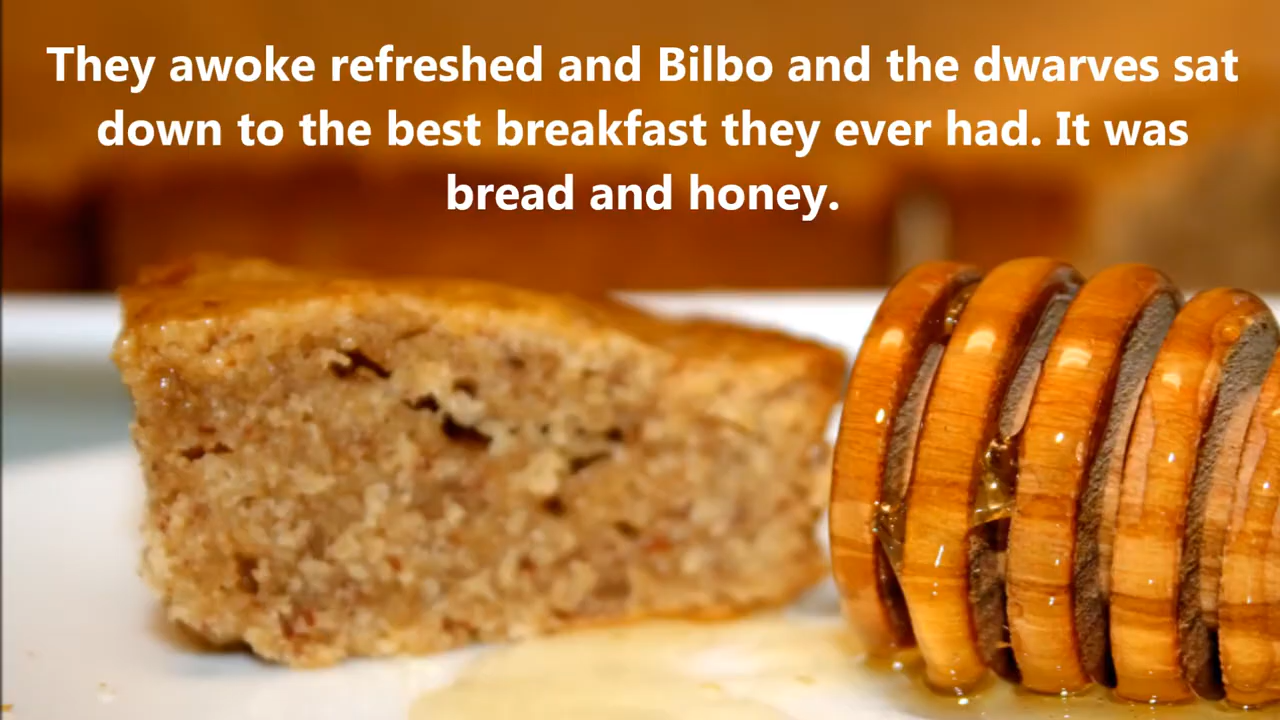 They awoke refreshed and Bilbo and the dwarves sat
down to the best breakfast they ever had. It was
bread and honey.